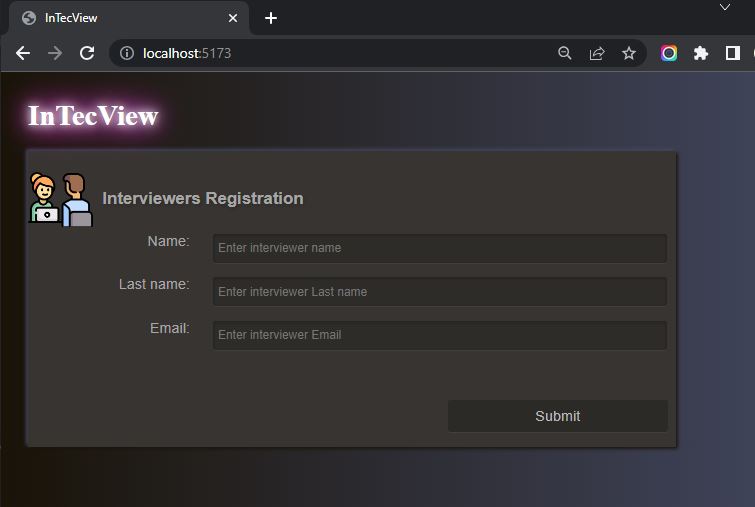 InTecView
localhost:5173
InTecView
Interviewers Registration
Name:
Enter interviewer name
Last name:
Enter interviewer Last name
Email:
Enter interviewer Email
Submit